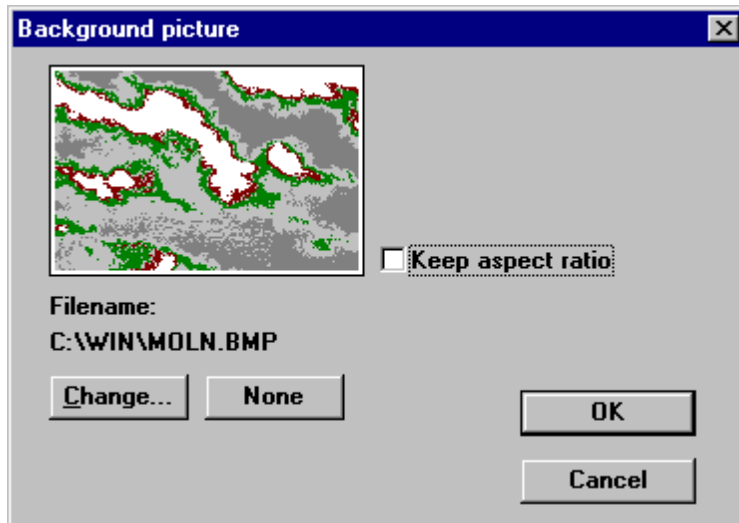 Background picture
Keep aspect ratio
Filename:
C:\WIN\MOLN.BMP
Change...
None
OK
Cancel